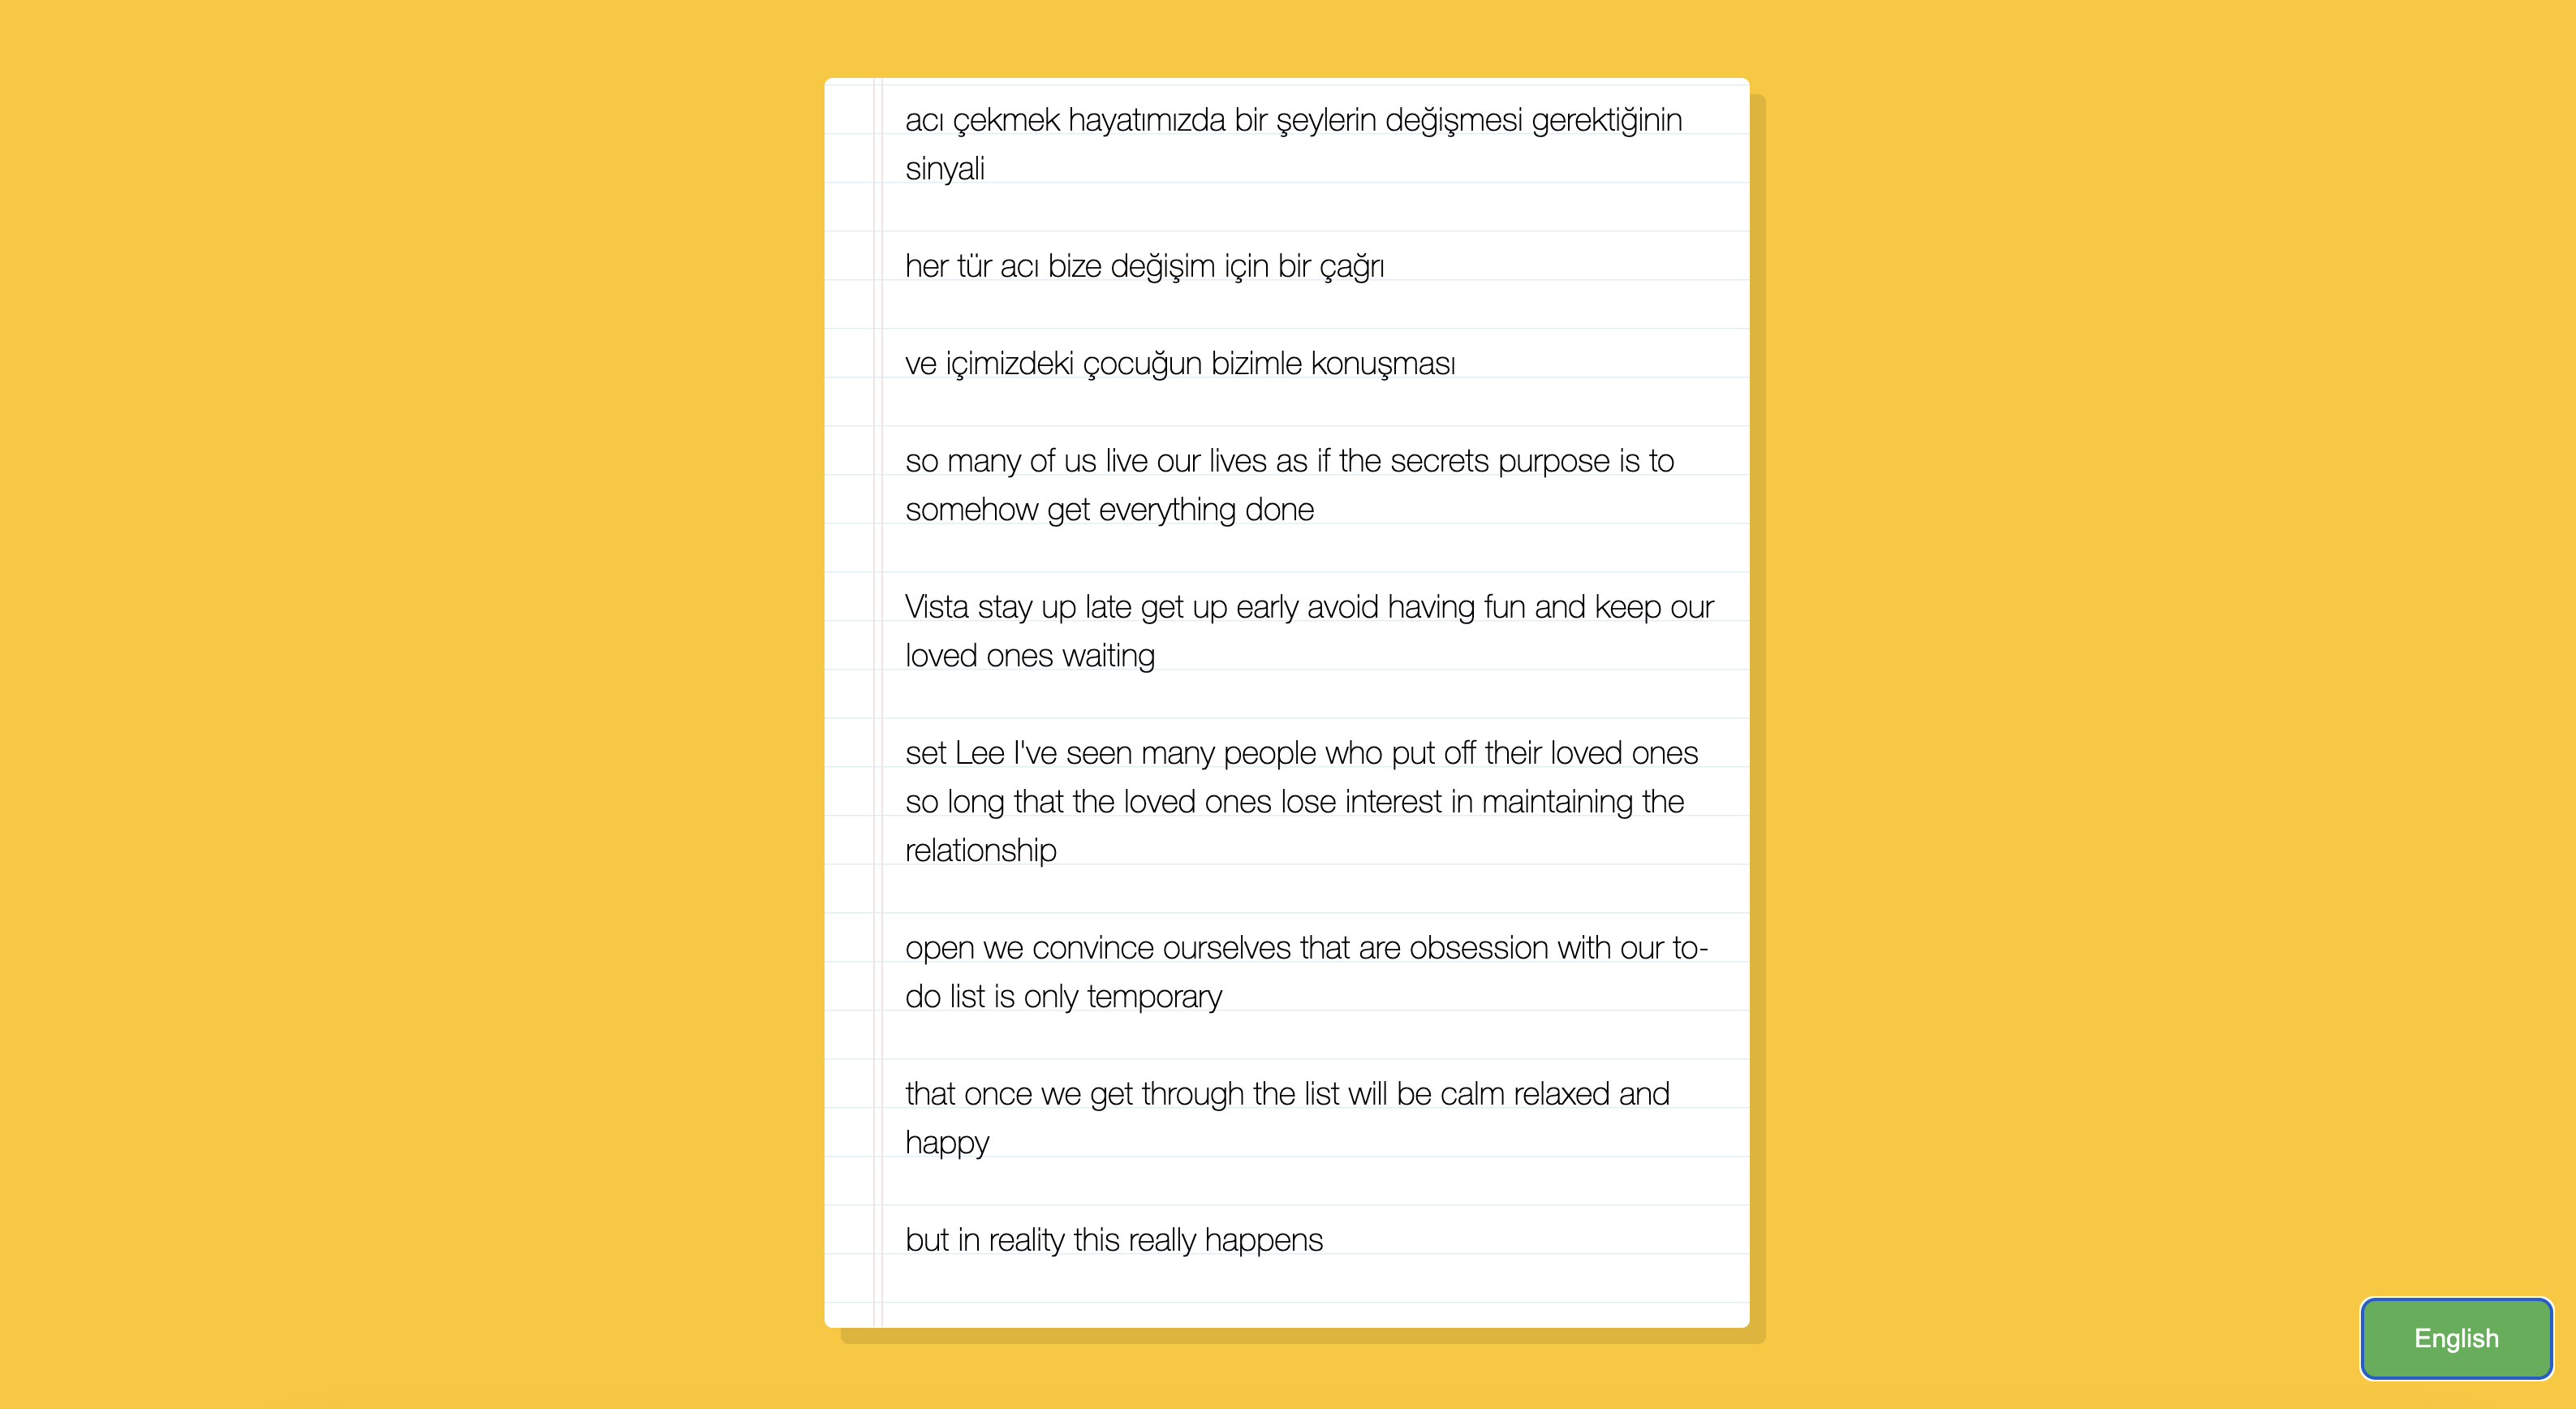 acı çekmek hayatımızda bir şeylerin değişmesi gerektiğinin
sinyali
her tür acı bize değişim için bir çağrı
ve içimizdeki çocuğun bizimle konuşması
so many of us live our lives as if the secrets purpose is to
somehow get everything done
Vista stay up late get up early avoid having fun and keep our
loved ones waiting
set Lee I've seen many people who put off their loved ones
so long that the loved ones lose interest in maintaining the
relationship
open we convince ourselves that are obsession with our to-
do list is only temporary
that once we get through the list will be calm relaxed and
happy
but in reality this really happens
English